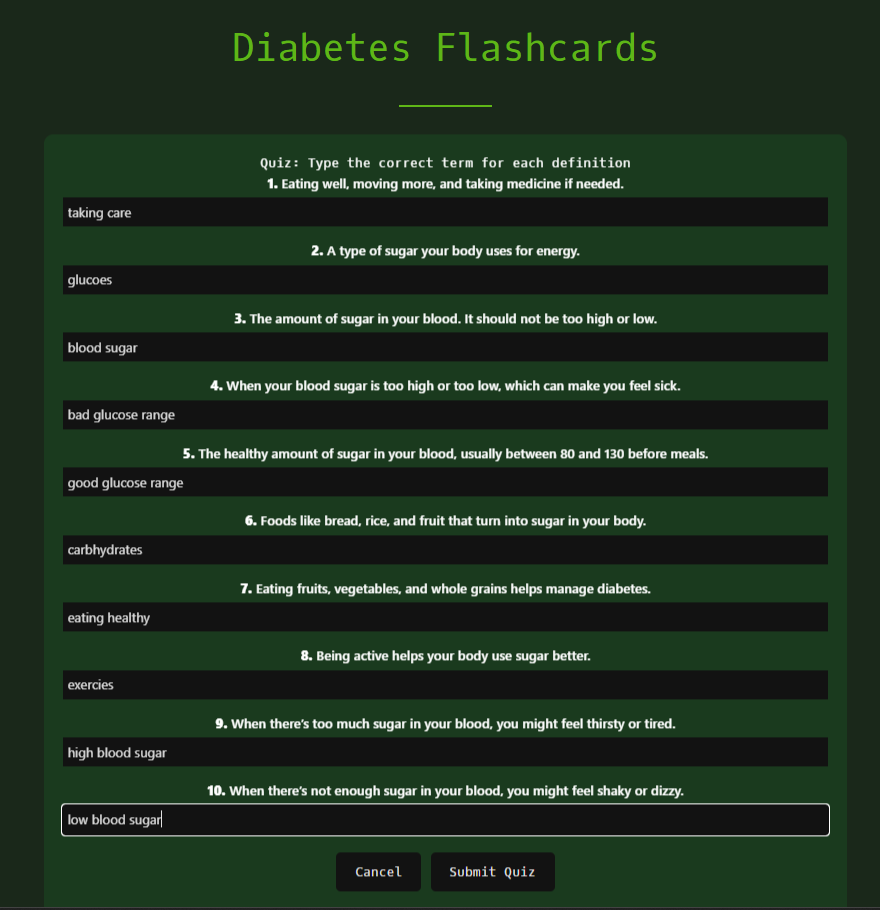 Diabetes Flashcards
Quiz: Type the correct term for each definition
1. Eating well, moving more, and taking medicine if needed.
taking care
2. A type of sugar your body uses for energy.
glucoes
3. The amount of sugar in your blood. It should not be too high or low.
blood sugar
4. When your blood sugar is too high or too low, which can make you feel sick.
bad glucose range
5. The healthy amount of sugar in your blood, usually between 80 and 130 before meals.
good glucose range
6. Foods like bread, rice, and fruit that turn into sugar in your body.
carbhydrates
7. Eating fruits, vegetables, and whole grains helps manage diabetes.
eating healthy
8. Being active helps your body use sugar better.
exercies
9. When there's too much sugar in your blood, you might feel thirsty or tired.
high blood sugar
10. When there's not enough sugar in your blood, you might feel shaky or dizzy.
low blood sugar
Cancel Submit Quiz